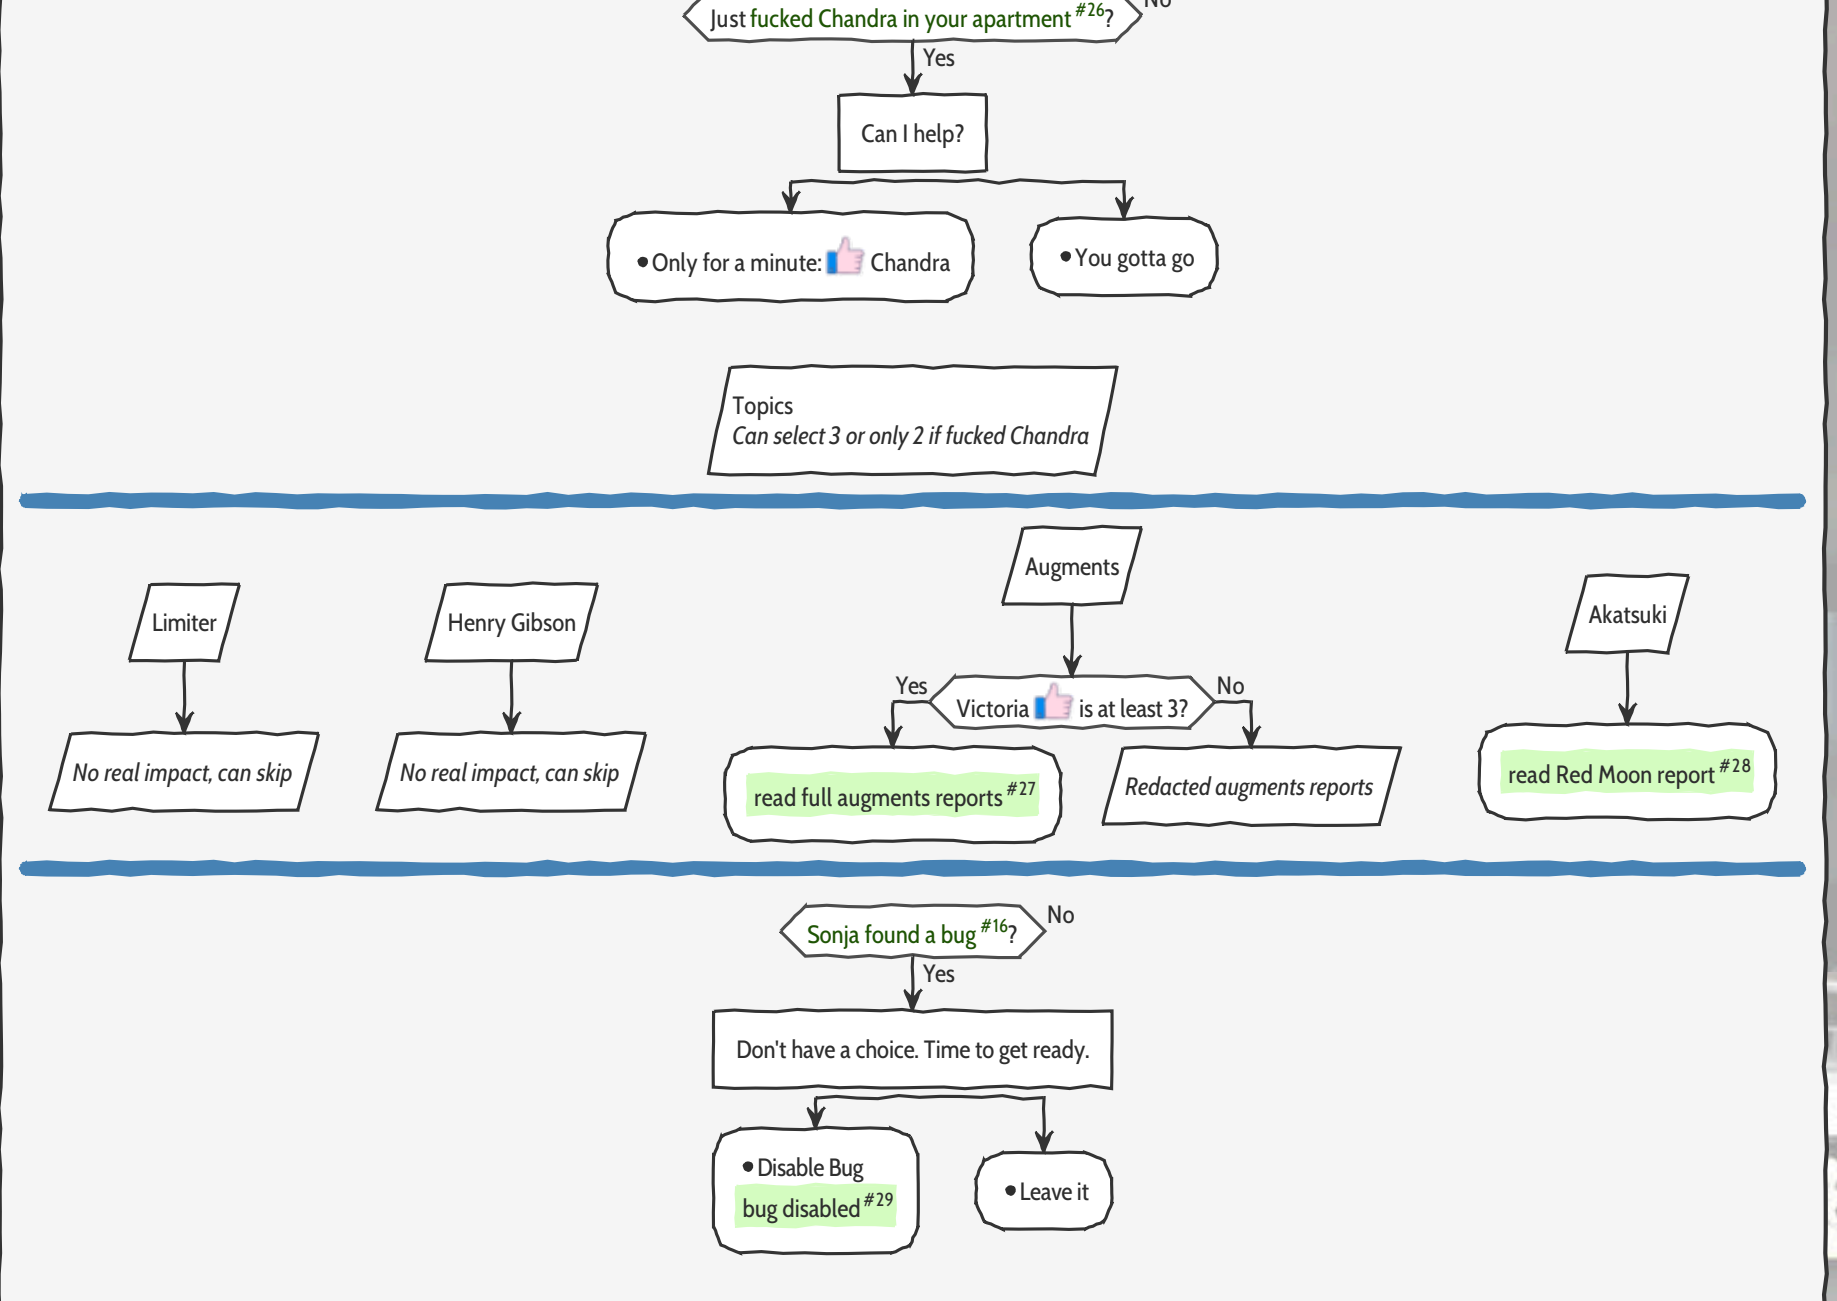 No
Just fucked Chandra in your apartment #26?
Yes
Can I help?
•Only for a minute: Chandra
•You gotta go
Topics
Can select 3 or only 2 if fucked Chandra
Augments
Limiter
Henry Gibson
Akatsuki
Yes
Victoria is at least 3?
No
No real impact, can skip
No real impact, can skip
read full augments reports #27
Redacted augments reports
read Red Moon report #28
Sonja found a bug #16?
No
Yes
Don't have a choice. Time to get ready.
•Disable Bug
bug disabled #29
•Leave it